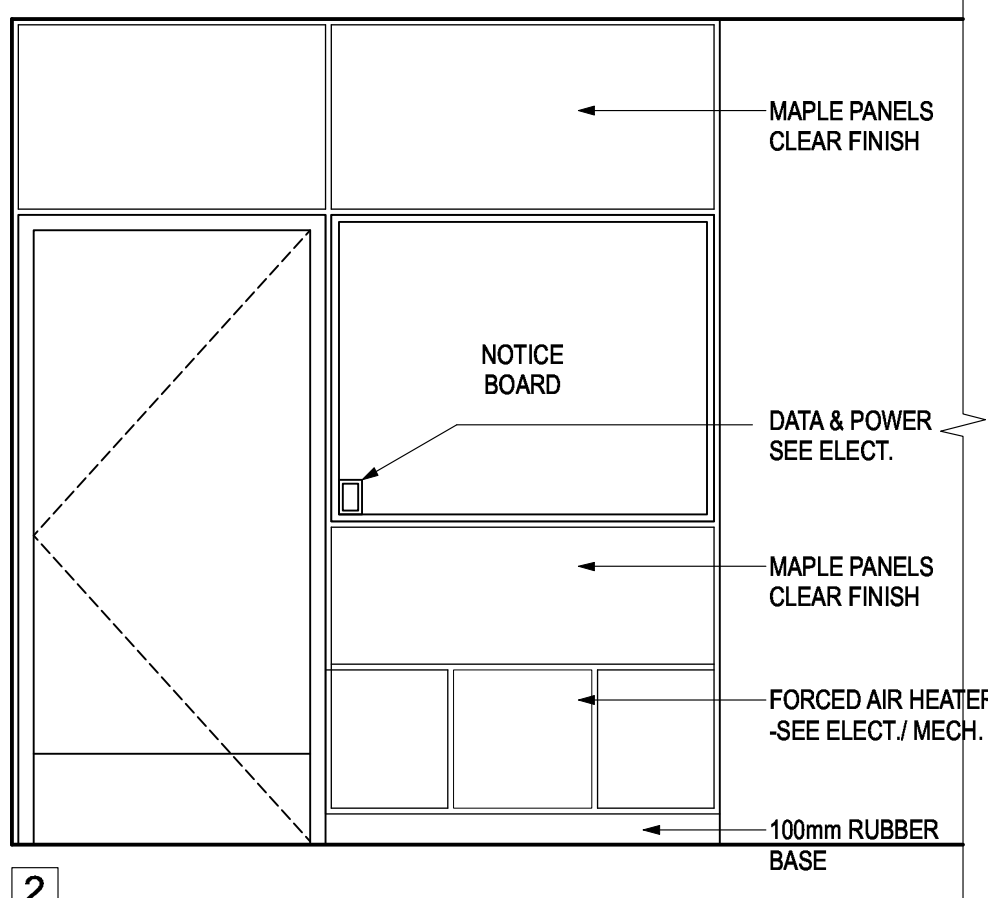 MAPLE PANELS
CLEAR FINISH
NOTICE
BOARD
DATA & POWER
SEE ELECT.
MAPLE PANELS
CLEAR FINISH
FORCED AIR HEATER
-SEE ELECT./ MECH.
100mm RUBBER
BASE
2